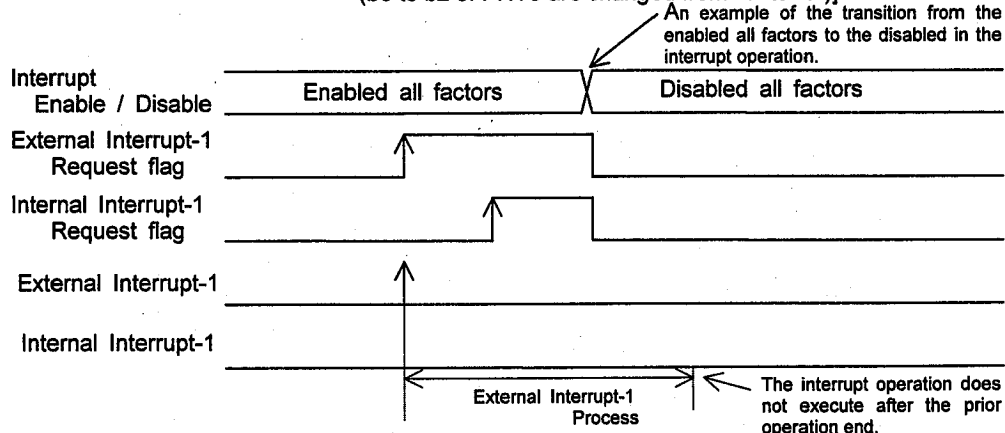 An example of the transition from the
enabled all factors to the disabled in the
interrupt operation.
Interrupt
Enable / Disable
Enabled all factors
Disabled all factors
External Interrupt-1
Request flag
Internal Interrupt-1
Request flag
External Interrupt-1
Internal Interrupt-1
External Interrupt-1
Process
The interrupt operation does
not execute after the prior
operation end.